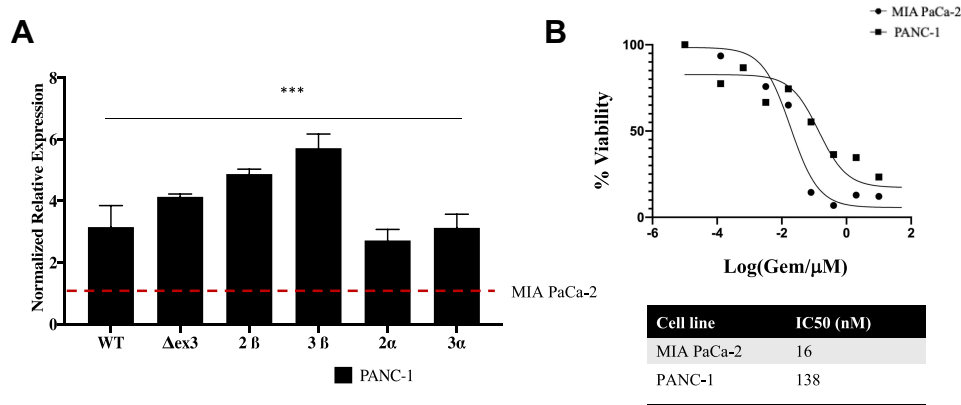 A
Normalized Relative Expression
8
6
4
2
0
***
MIA PaCa-2
WT Δex3 2 ß 3 ß 2α 3α
PANC-1
B
MIA PaCa-2
PANC-1
% Viability
100
50
0
-6 -4 -2 0 2
Log(Gem/µM)
Cell line IC50 (nM)
MIA PaCa-2 16
PANC-1 138